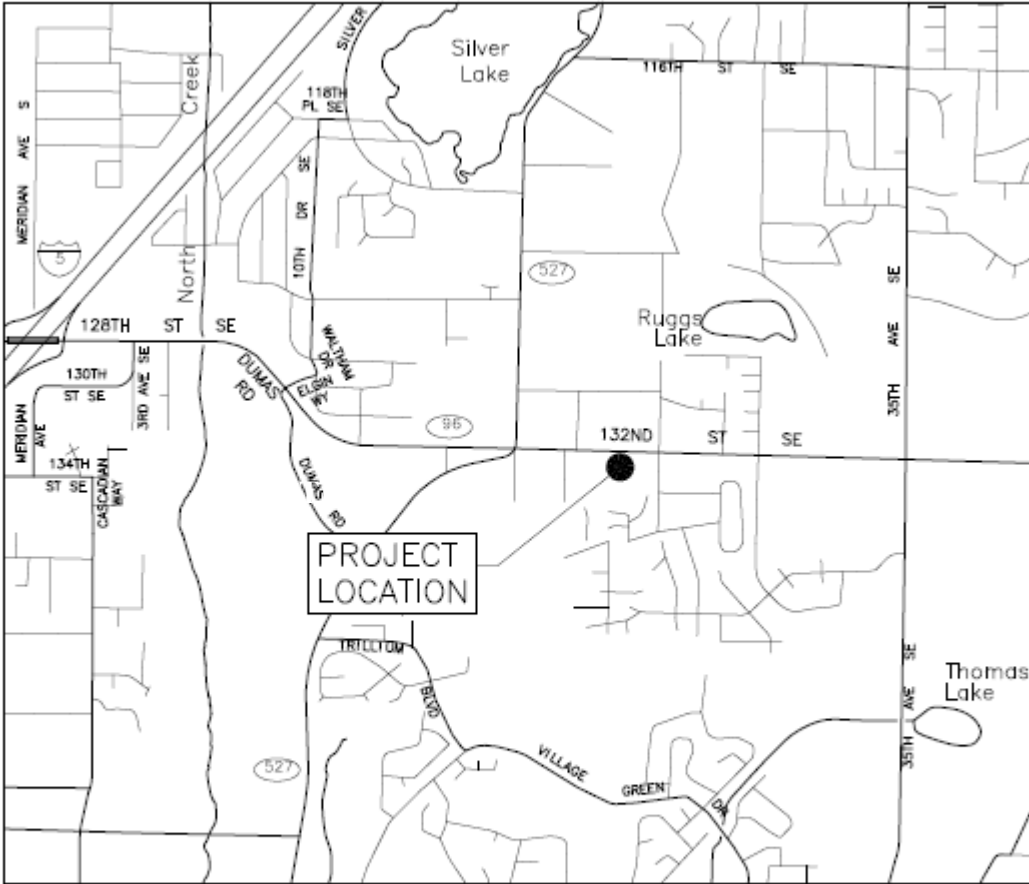 SILVER
Silver
Lake
116TH ST SE
MERIDIAN AVE S
Creek
118TH
PL SE
10TH DR SE
5
North
527
35TH AVE SE
Ruggs
Lake
128TH ST SE
WALTHAM
DR
ELGIN
WY
DUMAS
RD
130TH
ST SE
3RD AVE SE
MERIDIAN
AVE
96
132ND ST SE
134TH
ST SE
CASCADIAN
WAY
DUMAS RD
PROJECT
LOCATION
TRILLIUM
BLVD
35TH AVE SE
Thomas
Lake
527
VILLAGE
GREEN
DR